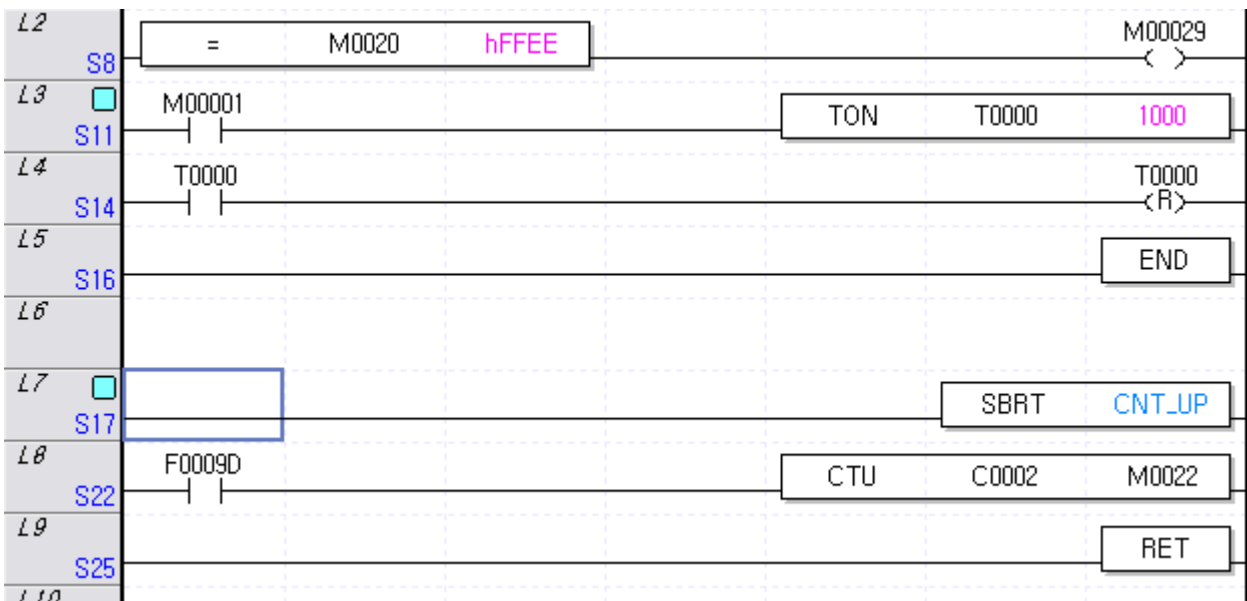 L2
M00029
= M0020 hFFEE
S8
L3
M00001
TON T0000 1000
S11
L4
T0000 T0000
R
S14
L5
END
S16
L6
L7
SBRT CNT_UP
S17
L8
F0009D
CTU C0002 M0022
S22
L9
RET
S25
L10